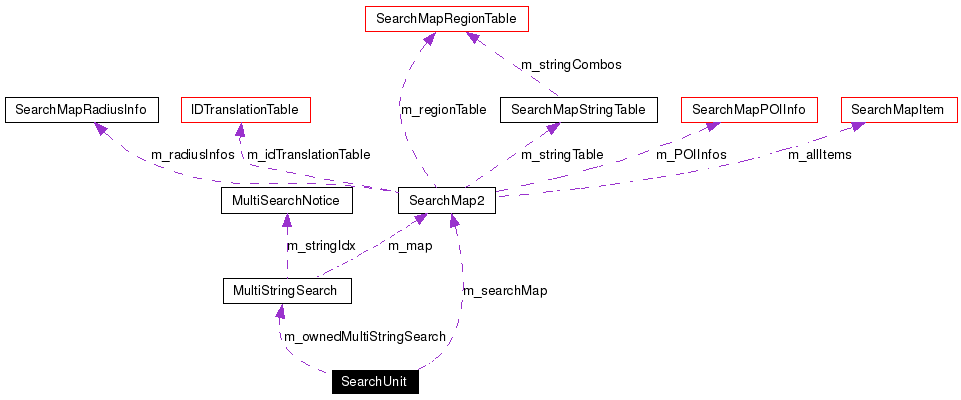 SearchMapRegionTable
m_stringCombos
m_regionTable
SearchMapRadiusInfo
IDTranslationTable
SearchMapStringTable
SearchMapPOIInfo
SearchMapItem
m_radiusInfos
m_idTranslationTable
m_stringTable
m_POIInfos
m_allItems
MultiSearchNotice
SearchMap2
m_stringIdx
m_map
MultiStringSearch
m_searchMap
m_ownedMultiStringSearch
SearchUnit